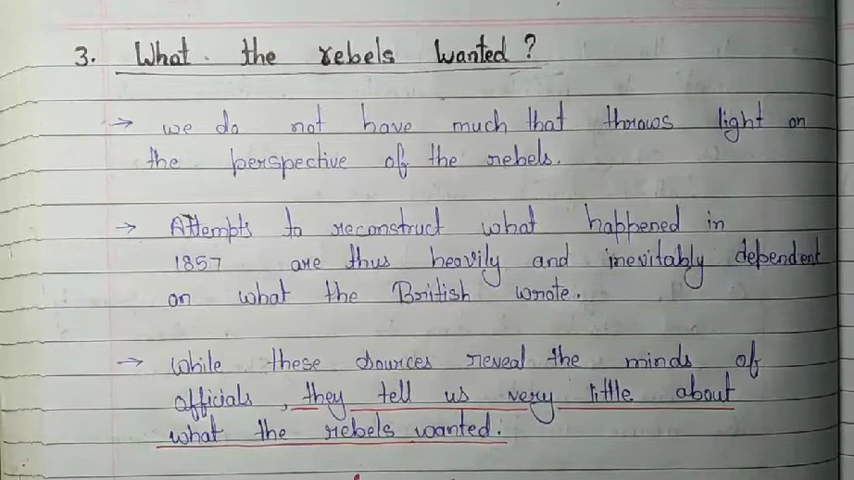 3. What the rebels wanted ?
→ we do not have much that throws light on
the perspective of the rebels.
→ Attempts to reconstruct what happened in
1857 are thus heavily and inevitably dependent
on what the British wrote.
→ While these sources reveal the minds of
officials, they tell us very little about
what the rebels wanted.